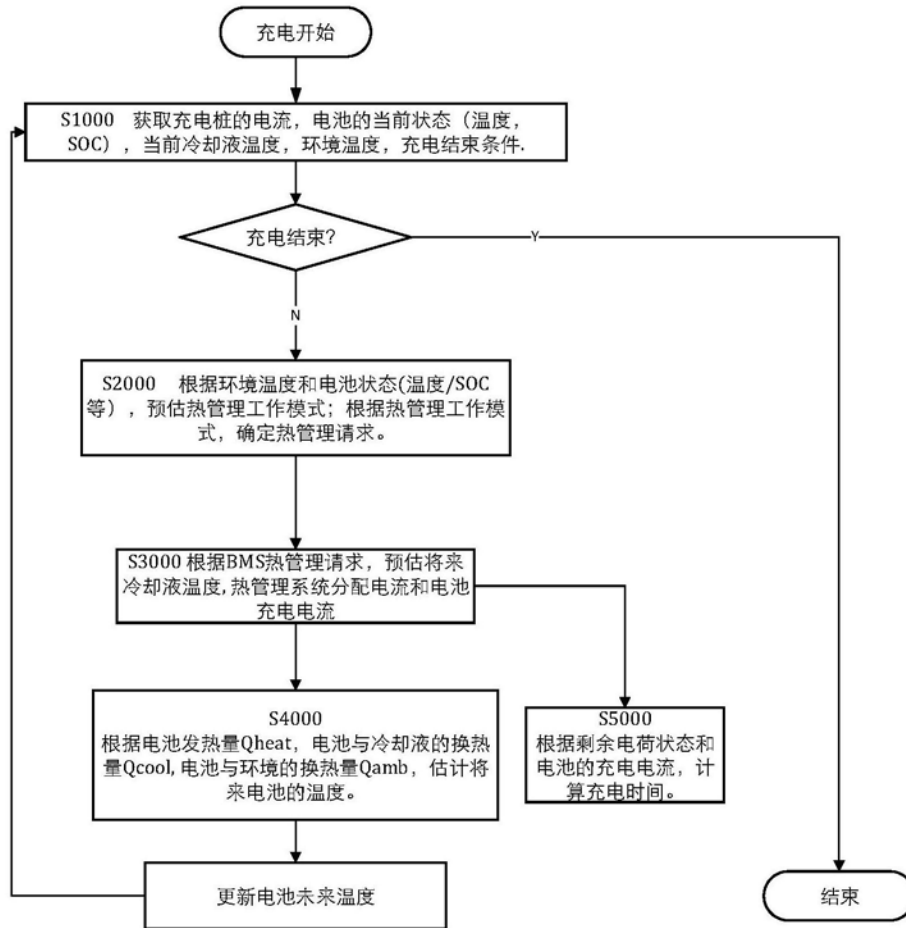 充电开始
S1000 获取充电桩的电流，电池的当前状态（温度，
SOC），当前冷却液温度，环境温度，充电结束条件.
充电结束?
Y
N
S2000 根据环境温度和电池状态(温度/SOC
等），预估热管理工作模式；根据热管理工作模
式，确定热管理请求。
S3000 根据BMS热管理请求，预估将来
冷却液温度,热管理系统分配电流和电池
充电电流
S4000
根据电池发热量Qheat，电池与冷却液的换热
量Qcool,电池与环境的换热量Qamb，估计将
来电池的温度。
S5000
根据剩余电荷状态和
电池的充电电流，计
算充电时间。
更新电池未来温度
结束